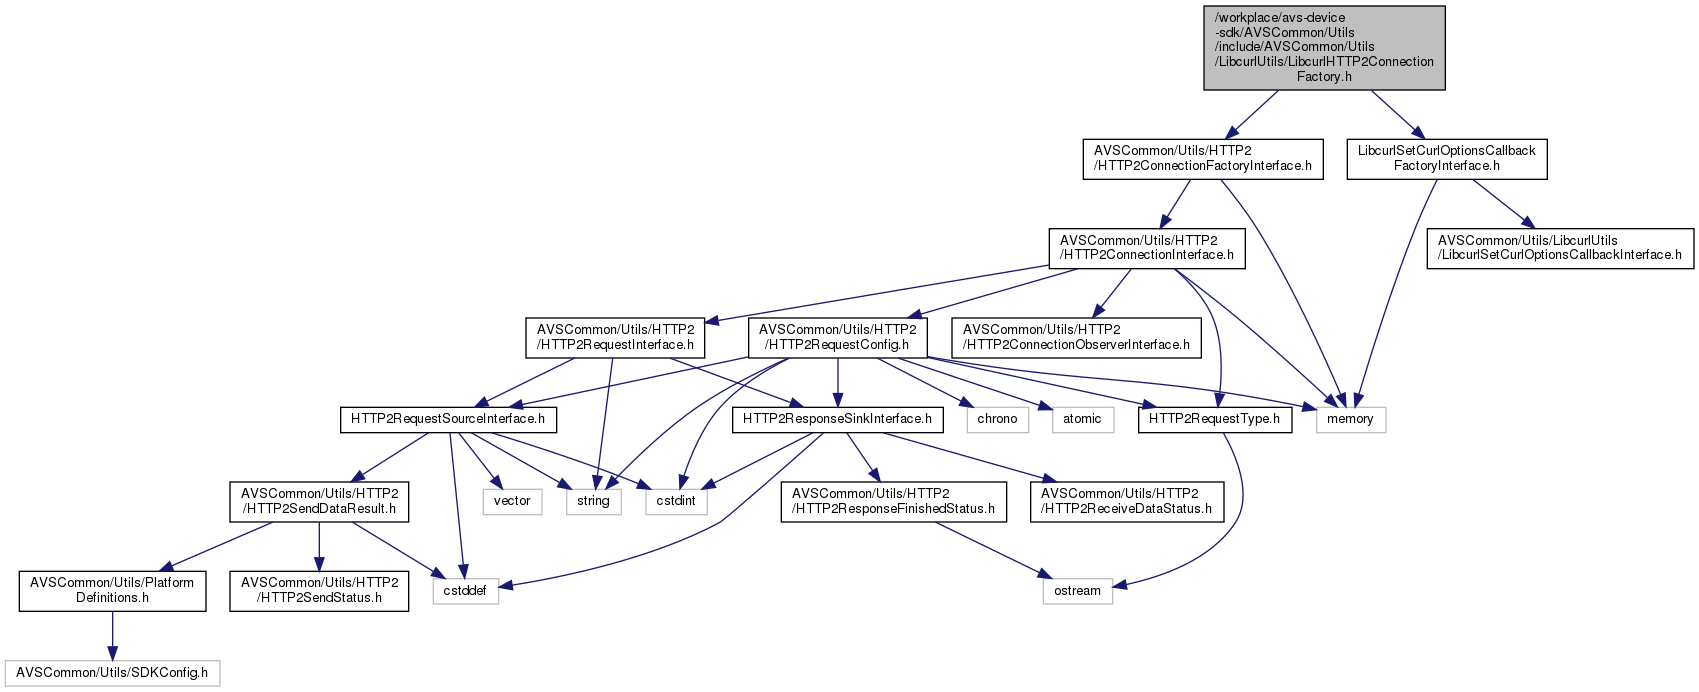 /workplace/avs-device
-sdk/AVSCommon/Utils
/include/AVSCommon/Utils
/LibcurlUtils/LibcurlHTTP2Connection
Factory.h
AVSCommon/Utils/HTTP2
/HTTP2ConnectionFactoryInterface.h
LibcurlSetCurlOptionsCallback
FactoryInterface.h
AVSCommon/Utils/HTTP2
/HTTP2ConnectionInterface.h
AVSCommon/Utils/LibcurlUtils
/LibcurlSetCurlOptionsCallbackInterface.h
AVSCommon/Utils/HTTP2
/HTTP2RequestInterface.h
AVSCommon/Utils/HTTP2
/HTTP2RequestConfig.h
AVSCommon/Utils/HTTP2
/HTTP2ConnectionObserverInterface.h
HTTP2RequestSourceInterface.h
HTTP2ResponseSinkInterface.h
chrono
atomic
HTTP2RequestType.h
memory
AVSCommon/Utils/HTTP2
/HTTP2SendDataResult.h
vector
string
cstdint
AVSCommon/Utils/HTTP2
/HTTP2ResponseFinishedStatus.h
AVSCommon/Utils/HTTP2
/HTTP2ReceiveDataStatus.h
AVSCommon/Utils/Platform
Definitions.h
AVSCommon/Utils/HTTP2
/HTTP2SendStatus.h
cstddef
ostream
AVSCommon/Utils/SDKConfig.h